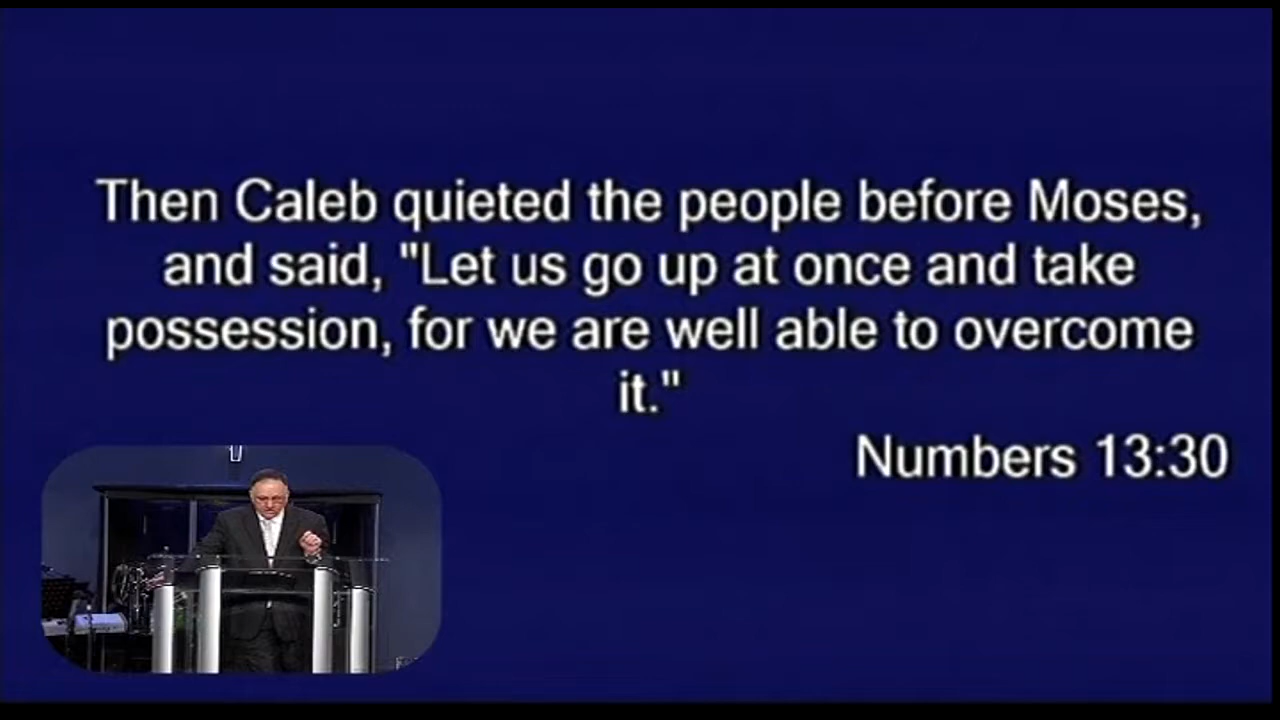 Then Caleb quieted the people before Moses,
and said, "Let us go up at once and take
possession, for we are well able to overcome
it."
Numbers 13:30